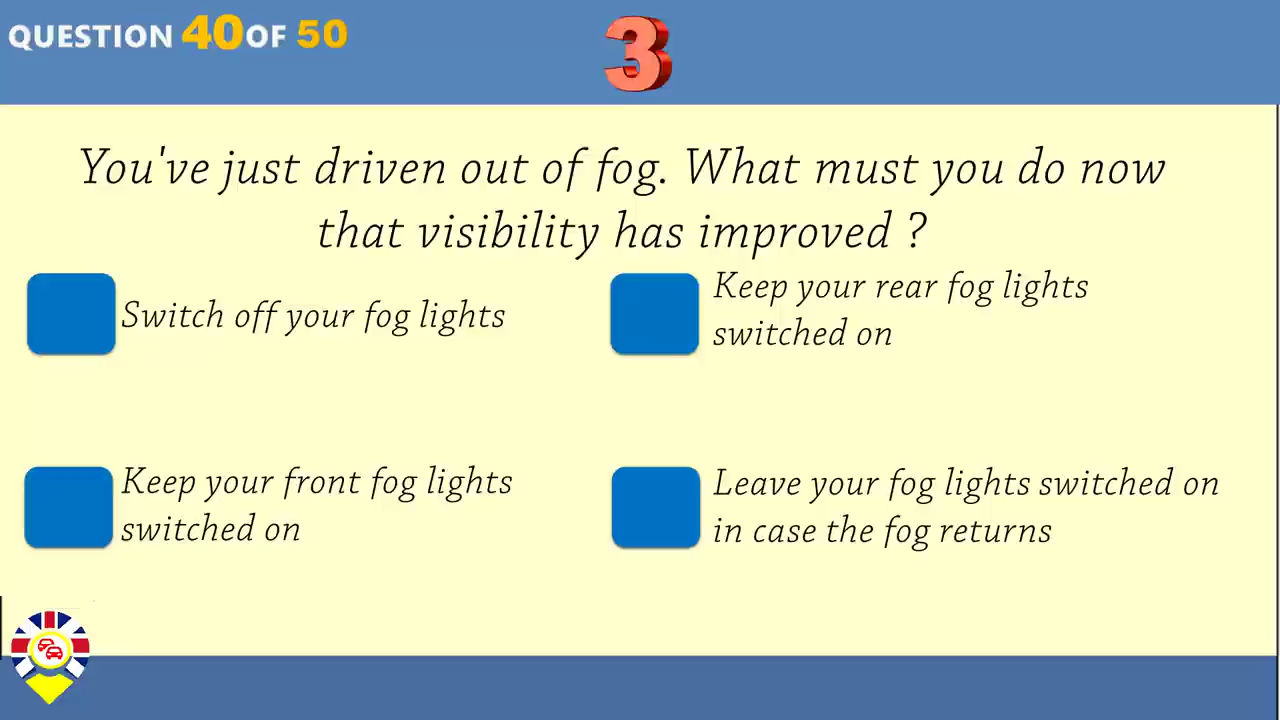 QUESTION 40 OF 50
3
You've just driven out of fog. What must you do now
that visibility has improved ?
Switch off your fog lights
Keep your rear fog lights
switched on
Keep your front fog lights
switched on
Leave your fog lights switched on
in case the fog returns